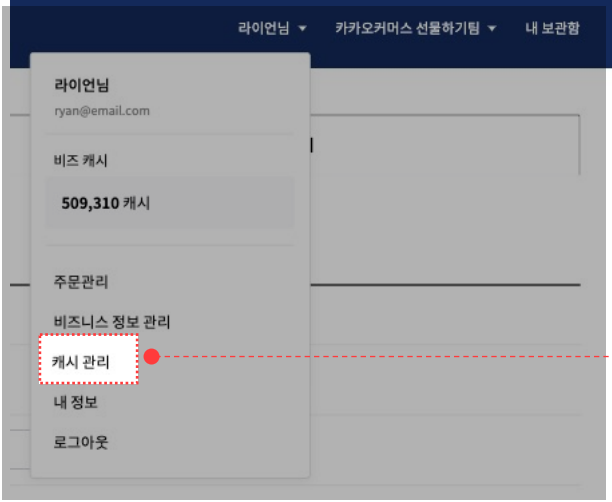 라이언님 ▼ 카카오커머스 선물하기팀 ▼ 내 보관함
라이언님
ryan@email.com
비즈 캐시
509,310 캐시
주문관리
비즈니스 정보 관리
캐시 관리
내 정보
로그아웃